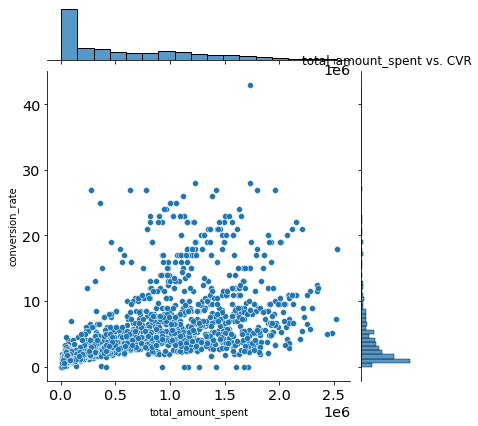 total_amount_spent vs. CVR
1e6
40
30
20
10
0
conversion_rate
0.0 0.5 1.0 1.5 2.0 2.5
1e6
total_amount_spent